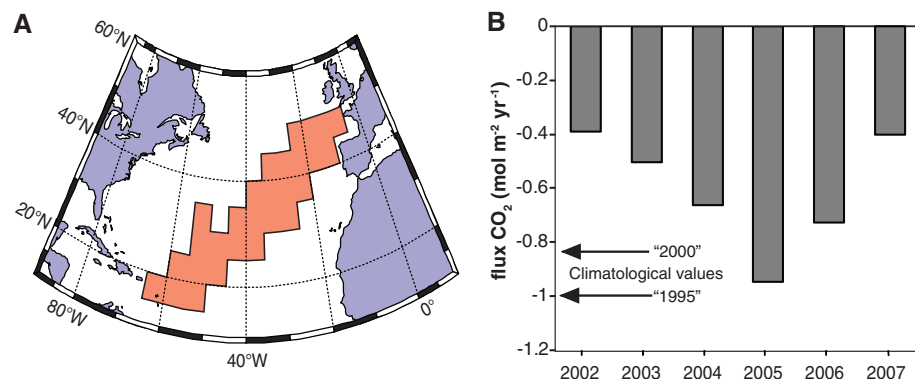 A
60°N
40°N
20°N
80°W
40°W
0°
B
flux CO₂ (mol m⁻² yr⁻¹)
0
-0.2
-0.4
-0.6
-0.8
-1
-1.2
“2000”
Climatological values
“1995”
2002 2003 2004 2005 2006 2007